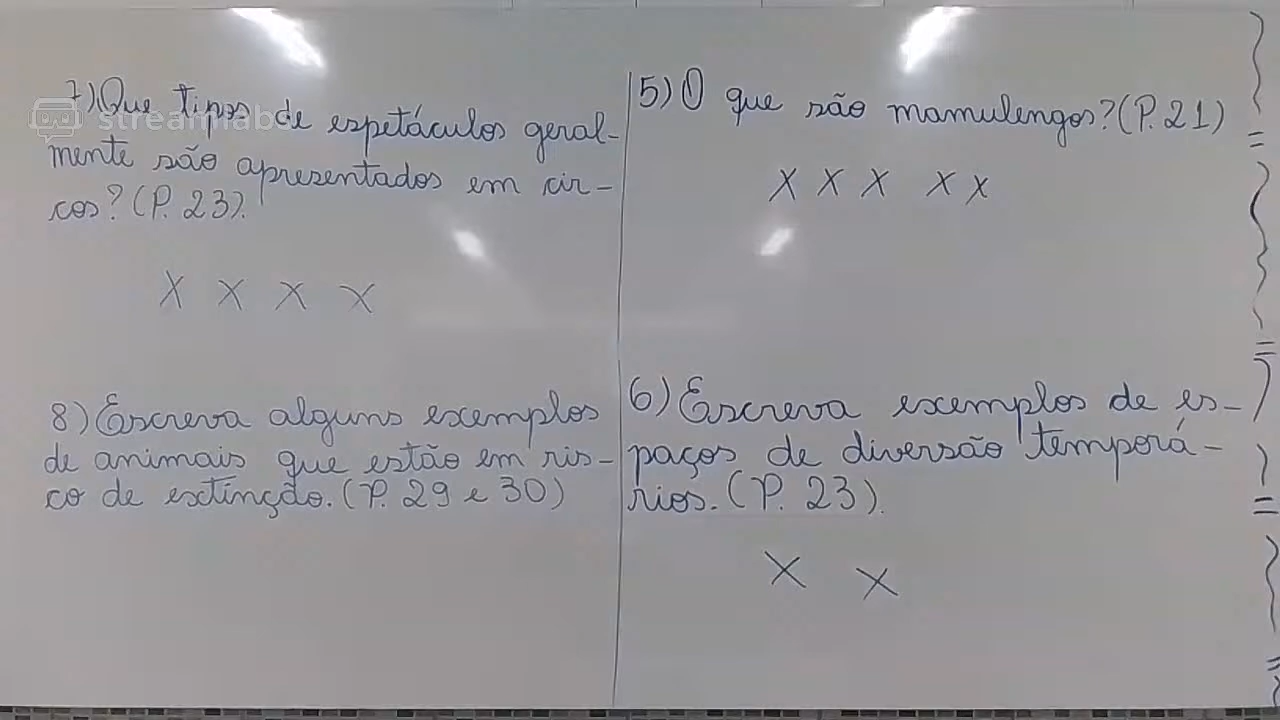 streamlabs
7) Que tipos de espetáculos geral-
mente são apresentados em cir-
cos? (P. 23).
X X X X
8) Escreva alguns exemplos
de animais que estão em ris-
co de extinção. (P. 29 e 30)
5) O que são mamulengos? (P. 21)
X X X X X
6) Escreva exemplos de es-
paços de diversão temporá-
rios. (P. 23).
X X